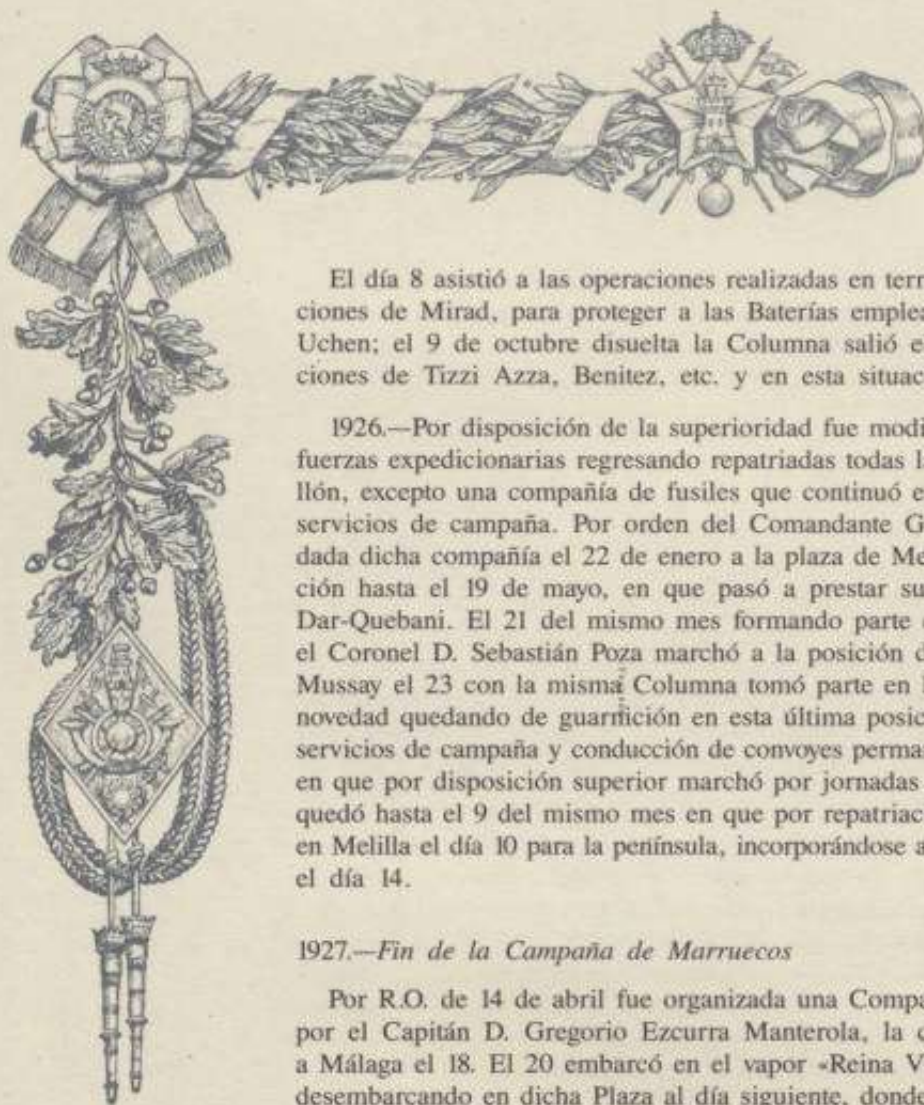 El día 8 asistió a las operaciones realizadas en terr
ciones de Mirad, para proteger a las Baterías emplea
Uchen; el 9 de octubre disuelta la Columna salió e
ciones de Tizzi Azza, Benitez, etc. y en esta situac
1926.—Por disposición de la superioridad fue modi
fuerzas expedicionarias regresando repatriadas todas l
llón, excepto una compañía de fusiles que continuó e
servicios de campaña. Por orden del Comandante G
dada dicha compañía el 22 de enero a la plaza de Me
ción hasta el 19 de mayo, en que pasó a prestar su
Dar-Quebani. El 21 del mismo mes formando parte
el Coronel D. Sebastián Poza marchó a la posición d
Mussay el 23 con la misma Columna tomó parte en
novedad quedando de guarnición en esta última posic
servicios de campaña y conducción de convoyes perma
en que por disposición superior marchó por jornadas
quedó hasta el 9 del mismo mes en que por repatriac
en Melilla el día 10 para la península, incorporándose a
el día 14.
1927.—Fin de la Campaña de Marruecos
Por R.O. de 14 de abril fue organizada una Compa
por el Capitán D. Gregorio Ezcurra Manterola, la c
a Málaga el 18. El 20 embarcó en el vapor «Reina V
desembarcando en dicha Plaza al día siguiente, dond